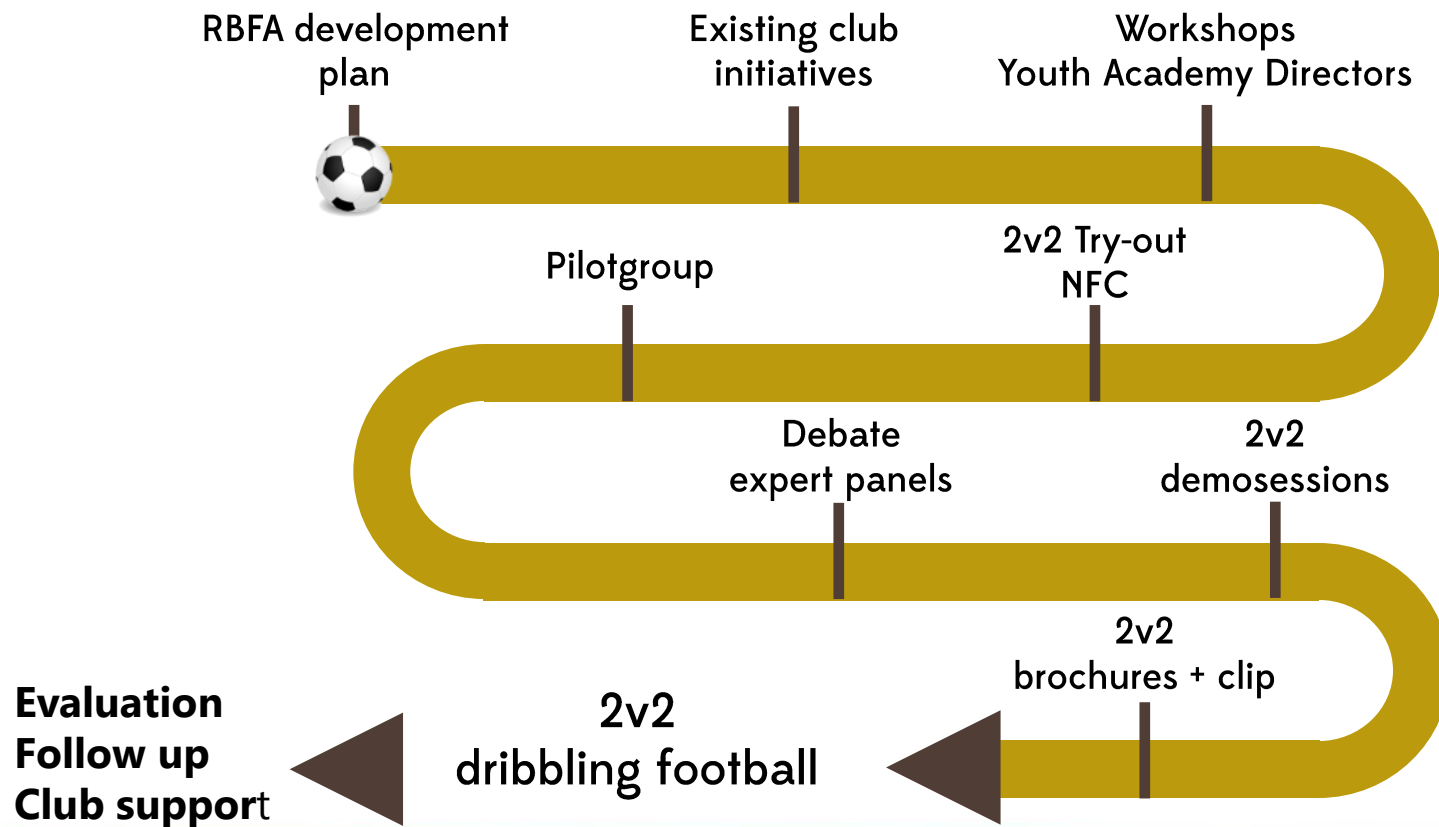 RBFA development
plan
Existing club
initiatives
Workshops
Youth Academy Directors
2v2 Try-out
NFC
Pilotgroup
Debate
expert panels
2v2
demosessions
2v2
brochures + clip
2v2
dribbling football
Evaluation
Follow up
Club support